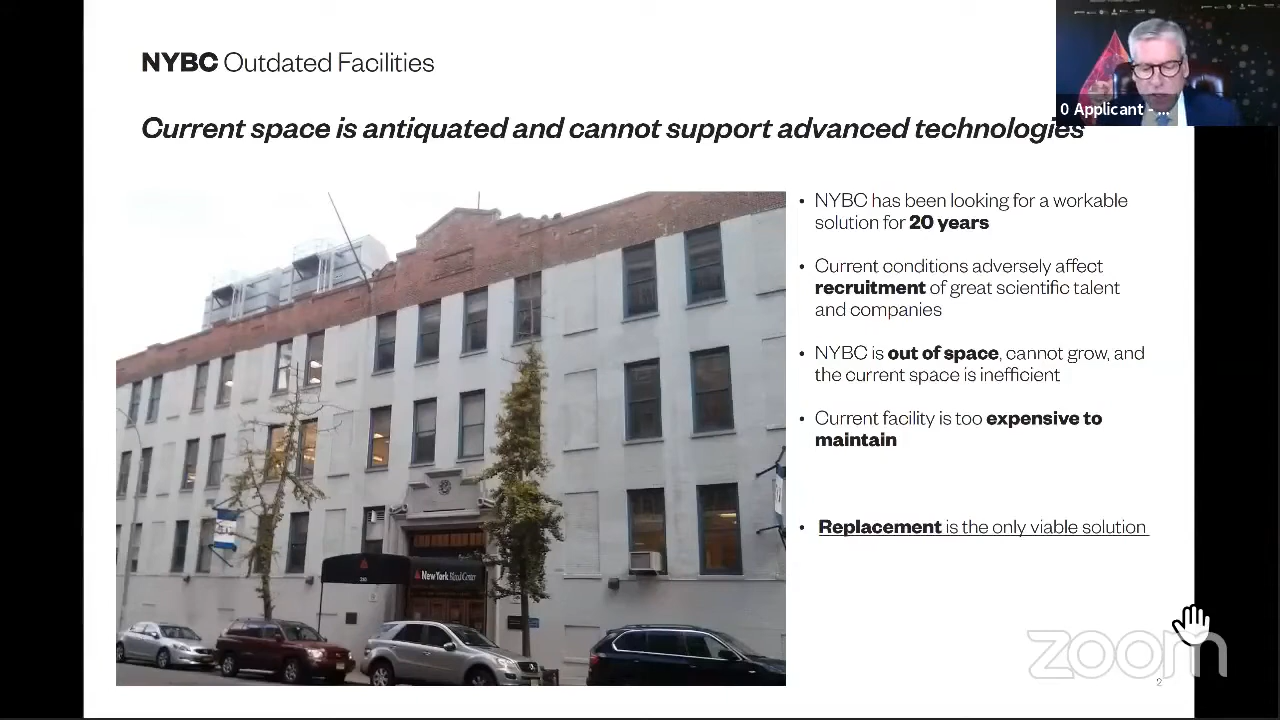 NYBC Outdated Facilities
0 Applicant - ...
Current space is antiquated and cannot support advanced technologies
• NYBC has been looking for a workable
solution for 20 years
• Current conditions adversely affect
recruitment of great scientific talent
and companies
• NYBC is out of space, cannot grow, and
the current space is inefficient
• Current facility is too expensive to
maintain
• Replacement is the only viable solution
New York Blood Center
zoom
2